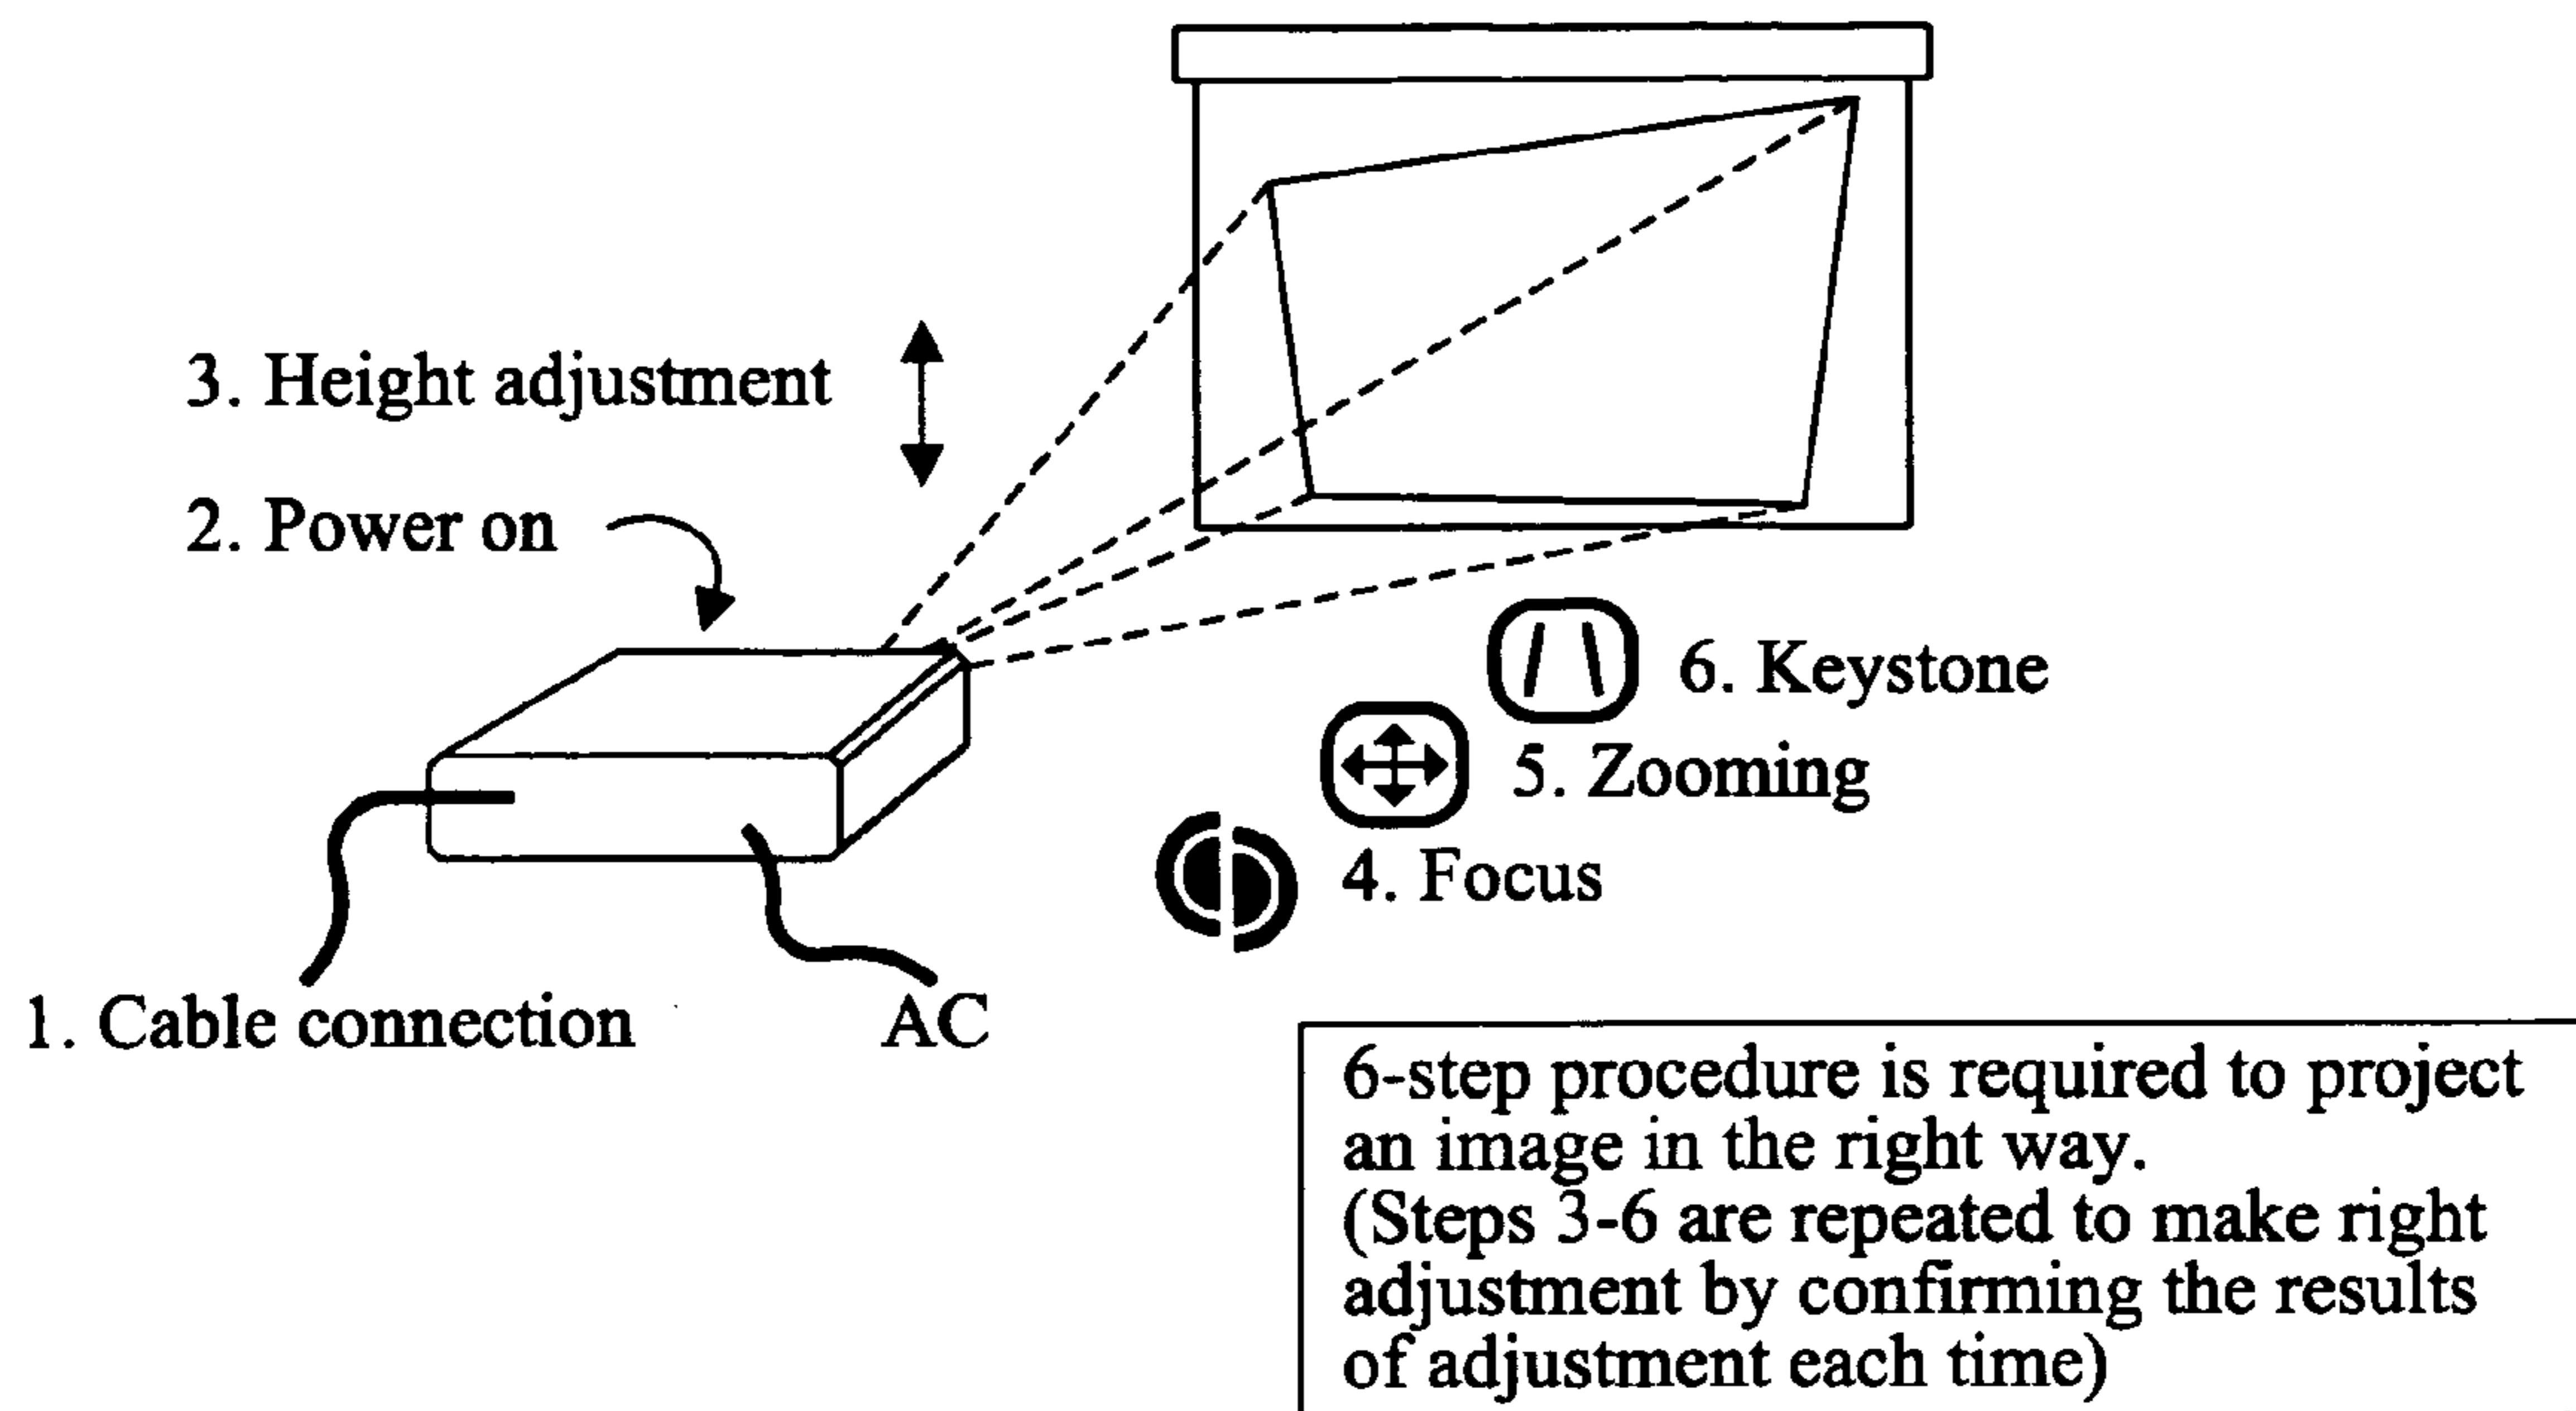 3. Height adjustment
2. Power on
6. Keystone
5. Zooming
4. Focus
1. Cable connection
AC
6-step procedure is required to project
an image in the right way.
(Steps 3-6 are repeated to make right
adjustment by confirming the results
of adjustment each time)